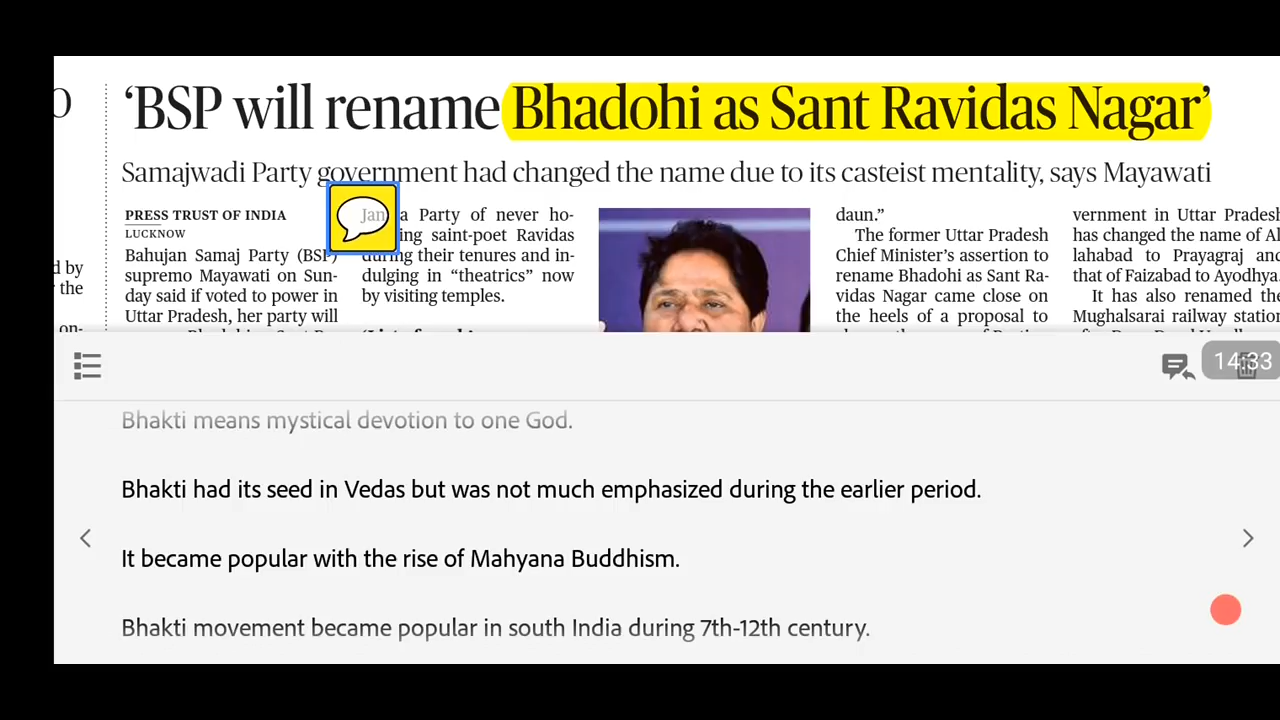 ‘BSP will rename Bhadohi as Sant Ravidas Nagar’
Samajwadi Party government had changed the name due to its casteist mentality, says Mayawati
PRESS TRUST OF INDIA
LUCKNOW
Bahujan Samaj Party (BSP)
supremo Mayawati on Sun-
day said if voted to power in
Uttar Pradesh, her party will
d by
the
on-
a Party of never ho-
ing saint-poet Ravidas
during their tenures and in-
dulging in “theatrics” now
by visiting temples.
daun.”
The former Uttar Pradesh
Chief Minister’s assertion to
rename Bhadohi as Sant Ra-
vidas Nagar came close on
the heels of a proposal to
vernment in Uttar Pradesh
has changed the name of Al
lahabad to Prayagraj and
that of Faizabad to Ayodhya.
It has also renamed the
Mughalsarai railway station
14:33
Bhakti means mystical devotion to one God.
Bhakti had its seed in Vedas but was not much emphasized during the earlier period.
It became popular with the rise of Mahyana Buddhism.
Bhakti movement became popular in south India during 7th-12th century.